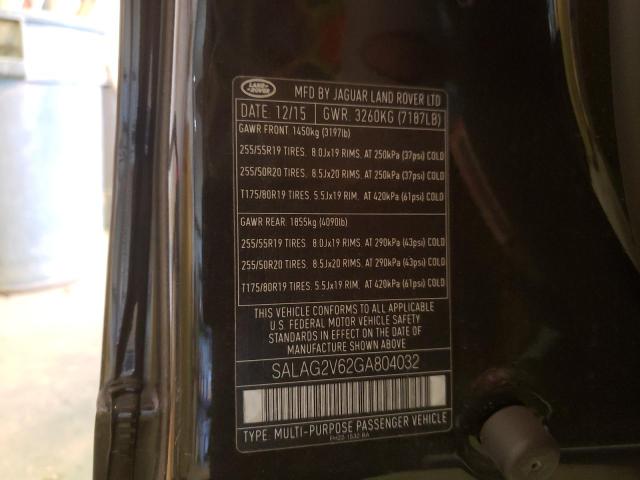 LAND ROVER
MFD BY JAGUAR LAND ROVER LTD
DATE: 12/15 GWR. 3260KG (7187LB)
GAWR FRONT: 1450kg (3197lb)
255/55R19 TIRES. 8.0Jx19 RIMS. AT 250kPa (37psi) COLD
255/50R20 TIRES. 8.5Jx20 RIMS. AT 250kPa (37psi) COLD
T175/80R19 TIRES. 5.5Jx19 RIM. AT 420kPa (61psi) COLD
GAWR REAR: 1855kg (4090lb)
255/55R19 TIRES. 8.0Jx19 RIMS. AT 290kPa (43psi) COLD
255/50R20 TIRES. 8.5Jx20 RIMS. AT 290kPa (43psi) COLD
T175/80R19 TIRES. 5.5Jx19 RIM. AT 420kPa (61psi) COLD
THIS VEHICLE CONFORMS TO ALL APPLICABLE
U.S. FEDERAL MOTOR VEHICLE SAFETY
STANDARDS IN EFFECT ON THE DATE OF
MANUFACTURE SHOWN ABOVE
SALAG2V62GA804032
TYPE: MULTI-PURPOSE PASSENGER VEHICLE